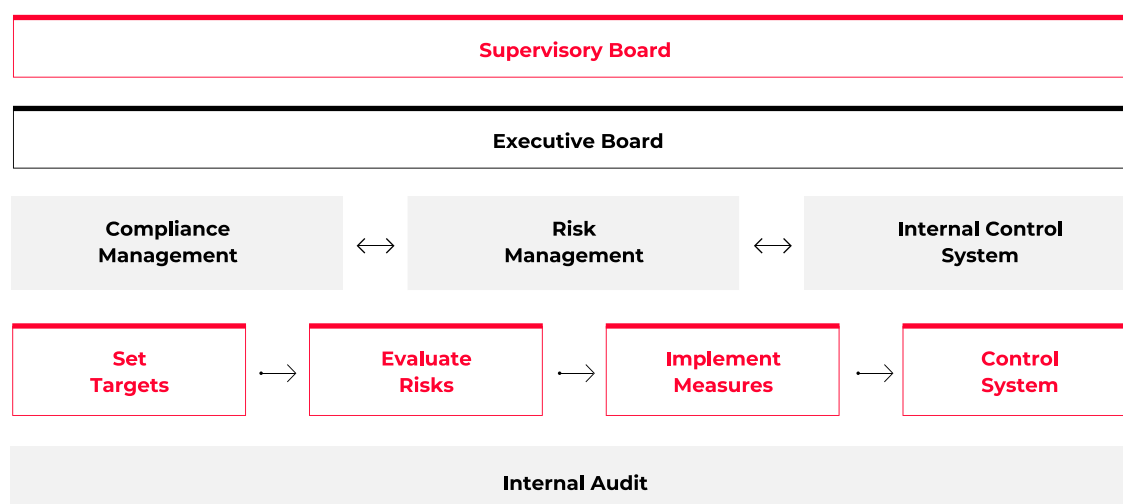 Supervisory Board
Executive Board
Compliance
Management
Risk
Management
Internal Control
System
Set
Targets
Evaluate
Risks
Implement
Measures
Control
System
Internal Audit